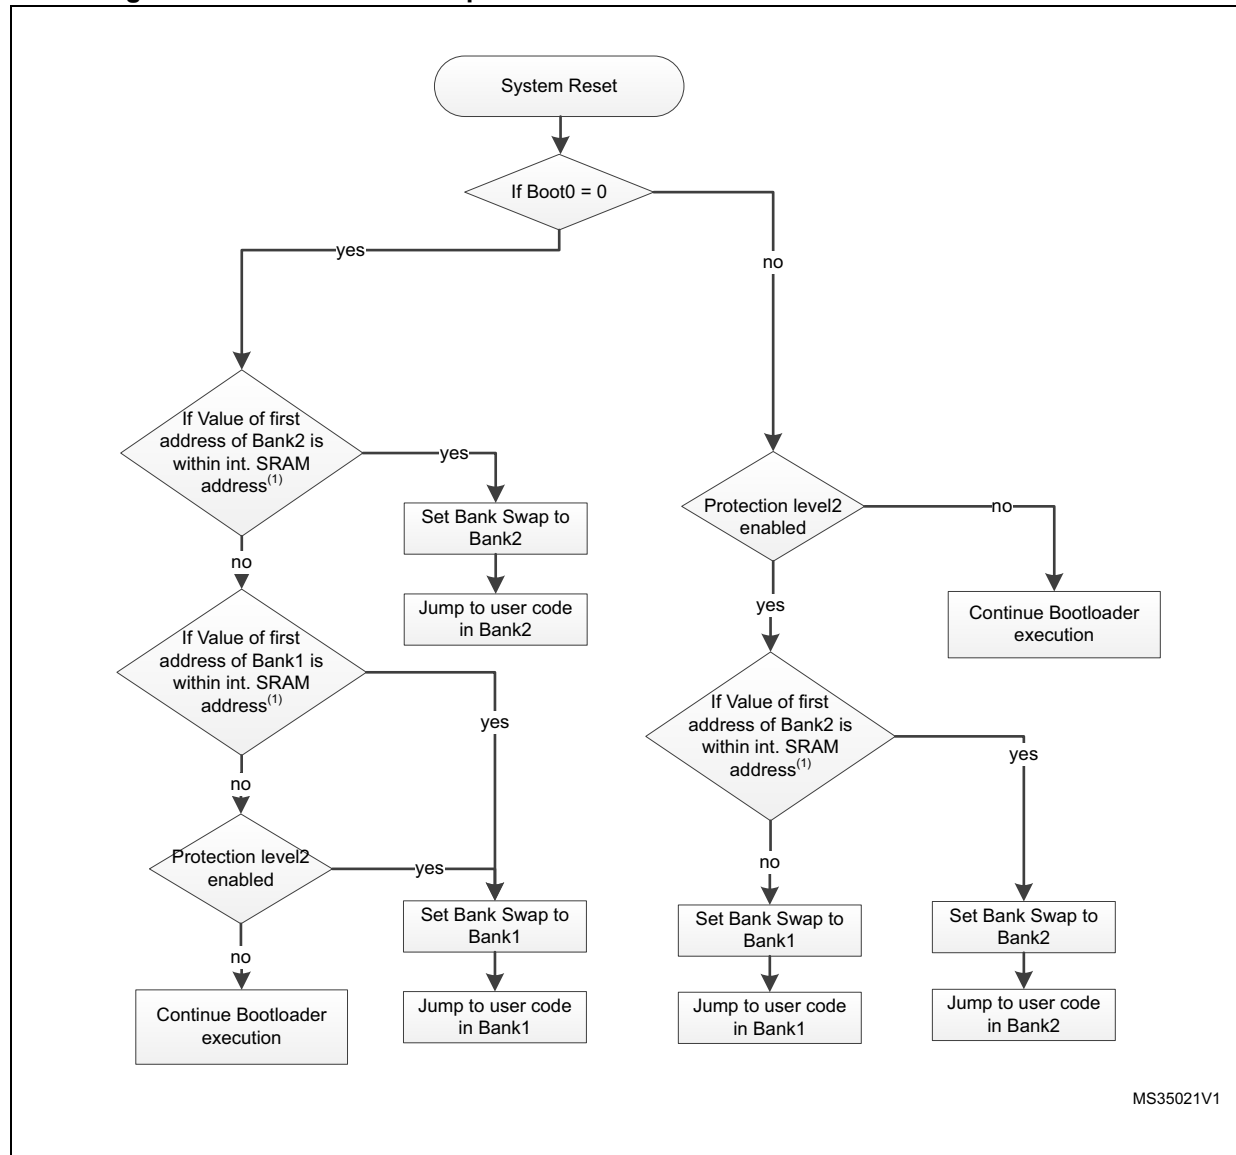 System Reset
If Boot0 = 0
yes
no
If Value of first
address of Bank2 is
within int. SRAM
address(1)
yes
Set Bank Swap to
Bank2
Jump to user code
in Bank2
no
If Value of first
address of Bank1 is
within int. SRAM
address(1)
yes
no
Protection level2
enabled
yes
Set Bank Swap to
Bank1
Jump to user code
in Bank1
no
Continue Bootloader
execution
Protection level2
enabled
no
Continue Bootloader
execution
yes
If Value of first
address of Bank2 is
within int. SRAM
address(1)
yes
no
Set Bank Swap to
Bank1
Jump to user code
in Bank1
Set Bank Swap to
Bank2
Jump to user code
in Bank2
MS35021V1